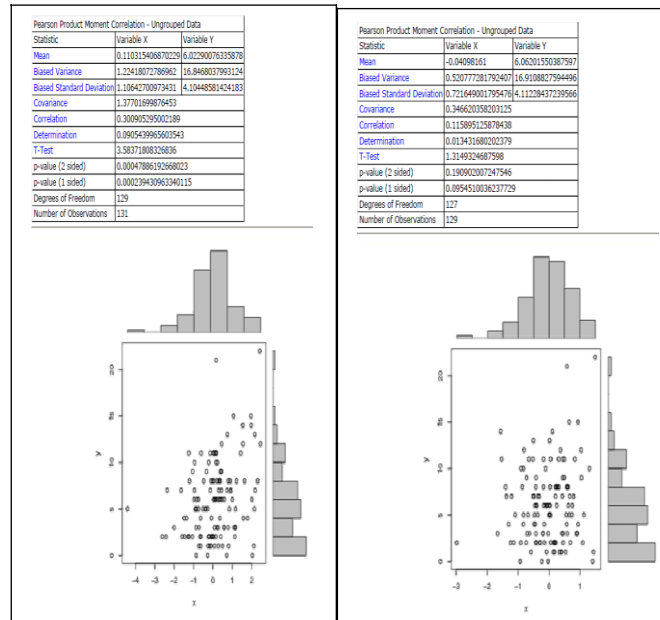 Pearson Product Moment Correlation - Ungrouped Data
Statistic Variable X Variable Y
Mean 0.110315406870229 6.02290076335878
Biased Variance 1.22418072786962 16.8468037993124
Biased Standard Deviation 1.10642700973431 4.10448581424183
Covariance 1.37701699876453
Correlation 0.300905295002189
Determination 0.0905439965603543
T-Test 3.58371808326836
p-value (2 sided) 0.00047886192668023
p-value (1 sided) 0.000239430963340115
Degrees of Freedom 129
Number of Observations 131
y
20
15
10
5
0
-4 -3 -2 -1 0 1 2
x
Pearson Product Moment Correlation - Ungrouped Data
Statistic Variable X Variable Y
Mean -0.04098161 6.06201550387597
Biased Variance 0.520777281792407 16.9108827594496
Biased Standard Deviation 0.721649001795476 4.11228437239566
Covariance 0.346620358203125
Correlation 0.115895125878438
Determination 0.013431680202379
T-Test 1.3149324687598
p-value (2 sided) 0.190902007247546
p-value (1 sided) 0.0954510036237729
Degrees of Freedom 127
Number of Observations 129
y
20
15
10
5
0
-3 -2 -1 0 1
x